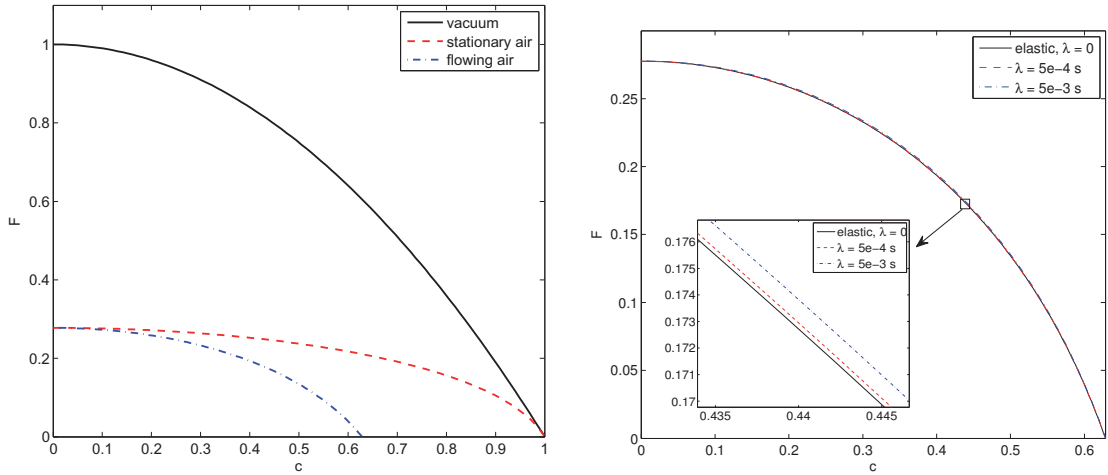 vacuum
stationary air
flowing air
1
0.8
0.6
0.4
0.2
0
F
0 0.1 0.2 0.3 0.4 0.5 0.6 0.7 0.8 0.9 1
c
elastic, λ = 0
λ = 5e−4 s
λ = 5e−3 s
0.25
0.2
0.15
0.1
0.05
0
F
elastic, λ = 0
λ = 5e−4 s
λ = 5e−3 s
0.176
0.175
0.174
0.173
0.172
0.171
0.17
0.435 0.44 0.445
0 0.1 0.2 0.3 0.4 0.5 0.6
c